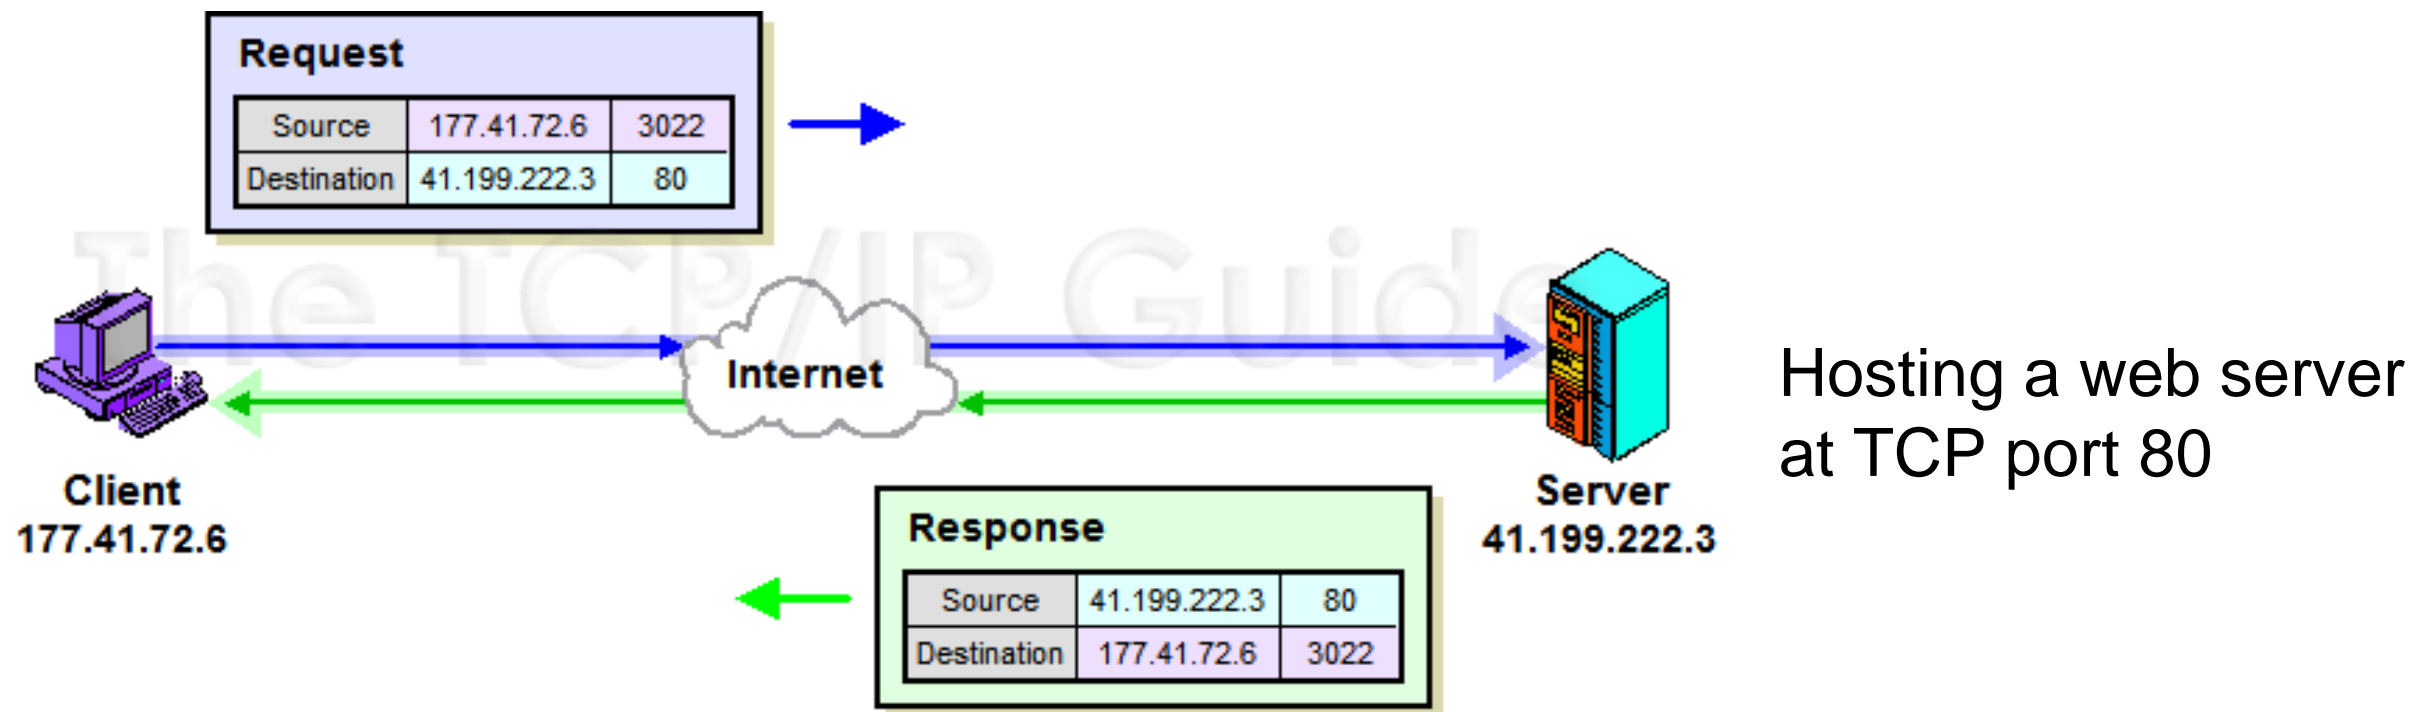 Request
Source 177.41.72.6 3022
Destination 41.199.222.3 80
The TCP/IP Guide
Internet
Hosting a web server
at TCP port 80
Client
177.41.72.6
Server
41.199.222.3
Response
Source 41.199.222.3 80
Destination 177.41.72.6 3022